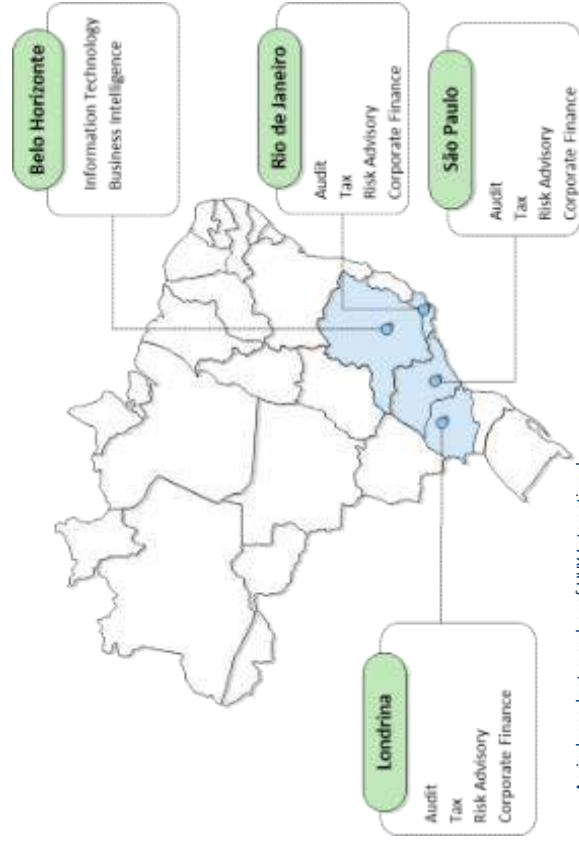 Belo Horizonte
Information Technology
Business Intelligence
Rio de Janeiro
Audit
Tax
Risk Advisory
Corporate Finance
São Paulo
Audit
Tax
Risk Advisory
Corporate Finance
Londrina
Audit
Tax
Risk Advisory
Corporate Finance